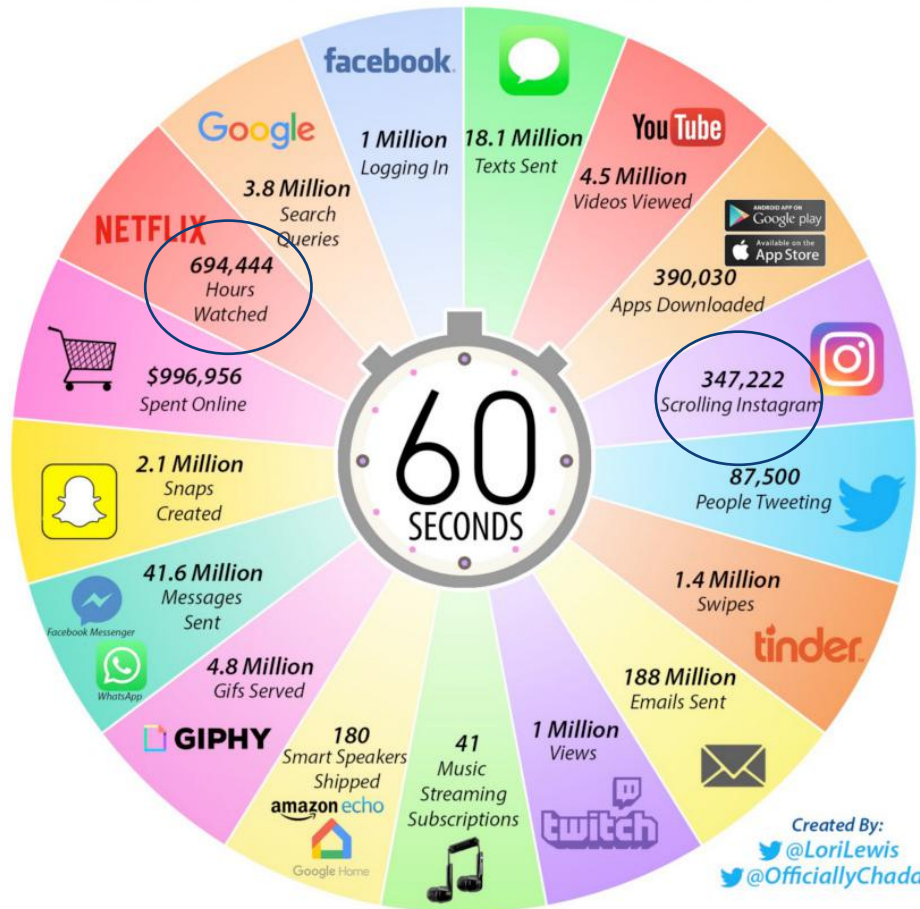 facebook
1 Million
Logging In
18.1 Million
Texts Sent
YouTube
4.5 Million
Videos Viewed
ANDROID APP ON
Google play
Available on the
App Store
390,030
Apps Downloaded
347,222
Scrolling Instagram
87,500
People Tweeting
1.4 Million
Swipes
tinder
188 Million
Emails Sent
1 Million
Views
twitch
41
Music
Streaming
Subscriptions
180
Smart Speakers
Shipped
amazon echo
Google Home
4.8 Million
Gifs Served
GIPHY
41.6 Million
Messages
Sent
Facebook Messenger
WhatsApp
2.1 Million
Snaps
Created
$996,956
Spent Online
NETFLIX
694,444
Hours
Watched
Google
3.8 Million
Search
Queries
60
SECONDS
Created By:
@LoriLewis
@OfficiallyChadd